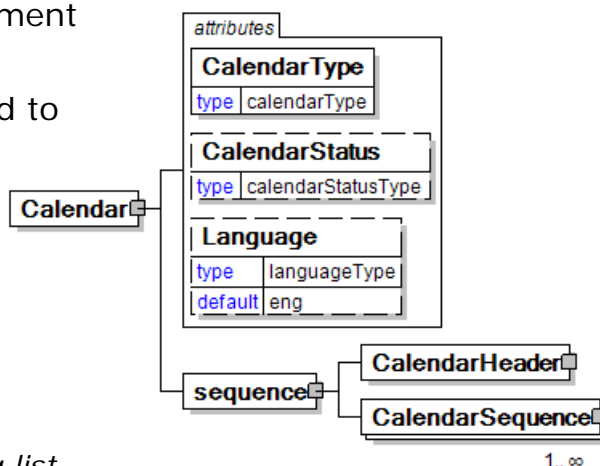 ment
d to
attributes
CalendarType
type calendarType
CalendarStatus
type calendarStatusType
Calendar
Language
type languageType
default eng
CalendarHeader
sequence
CalendarSequence
1..∞
list